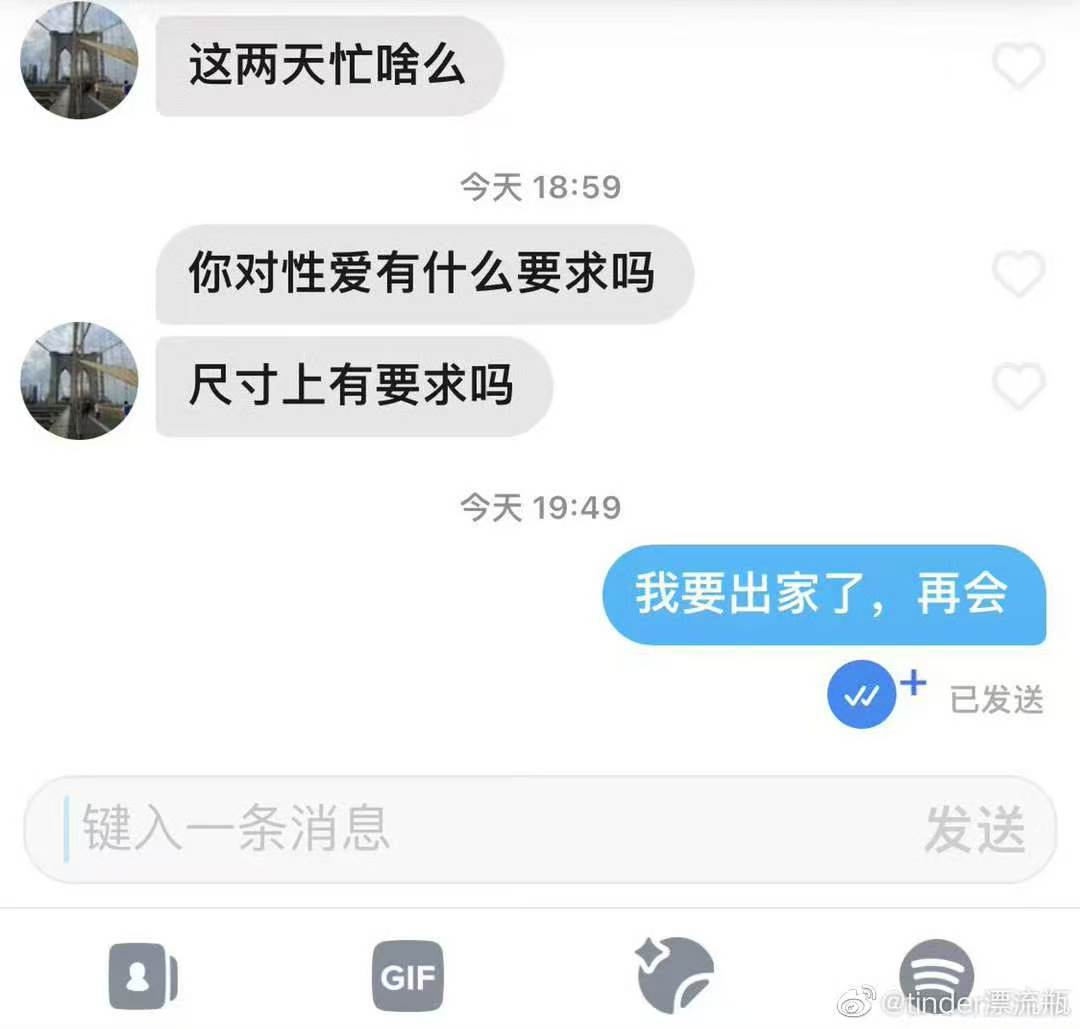 这两天忙啥么
今天 18:59
你对性爱有什么要求吗
尺寸上有要求吗
今天 19:49
我要出家了，再会
已发送
键入一条消息
发送
GIF
@tinder漂流瓶